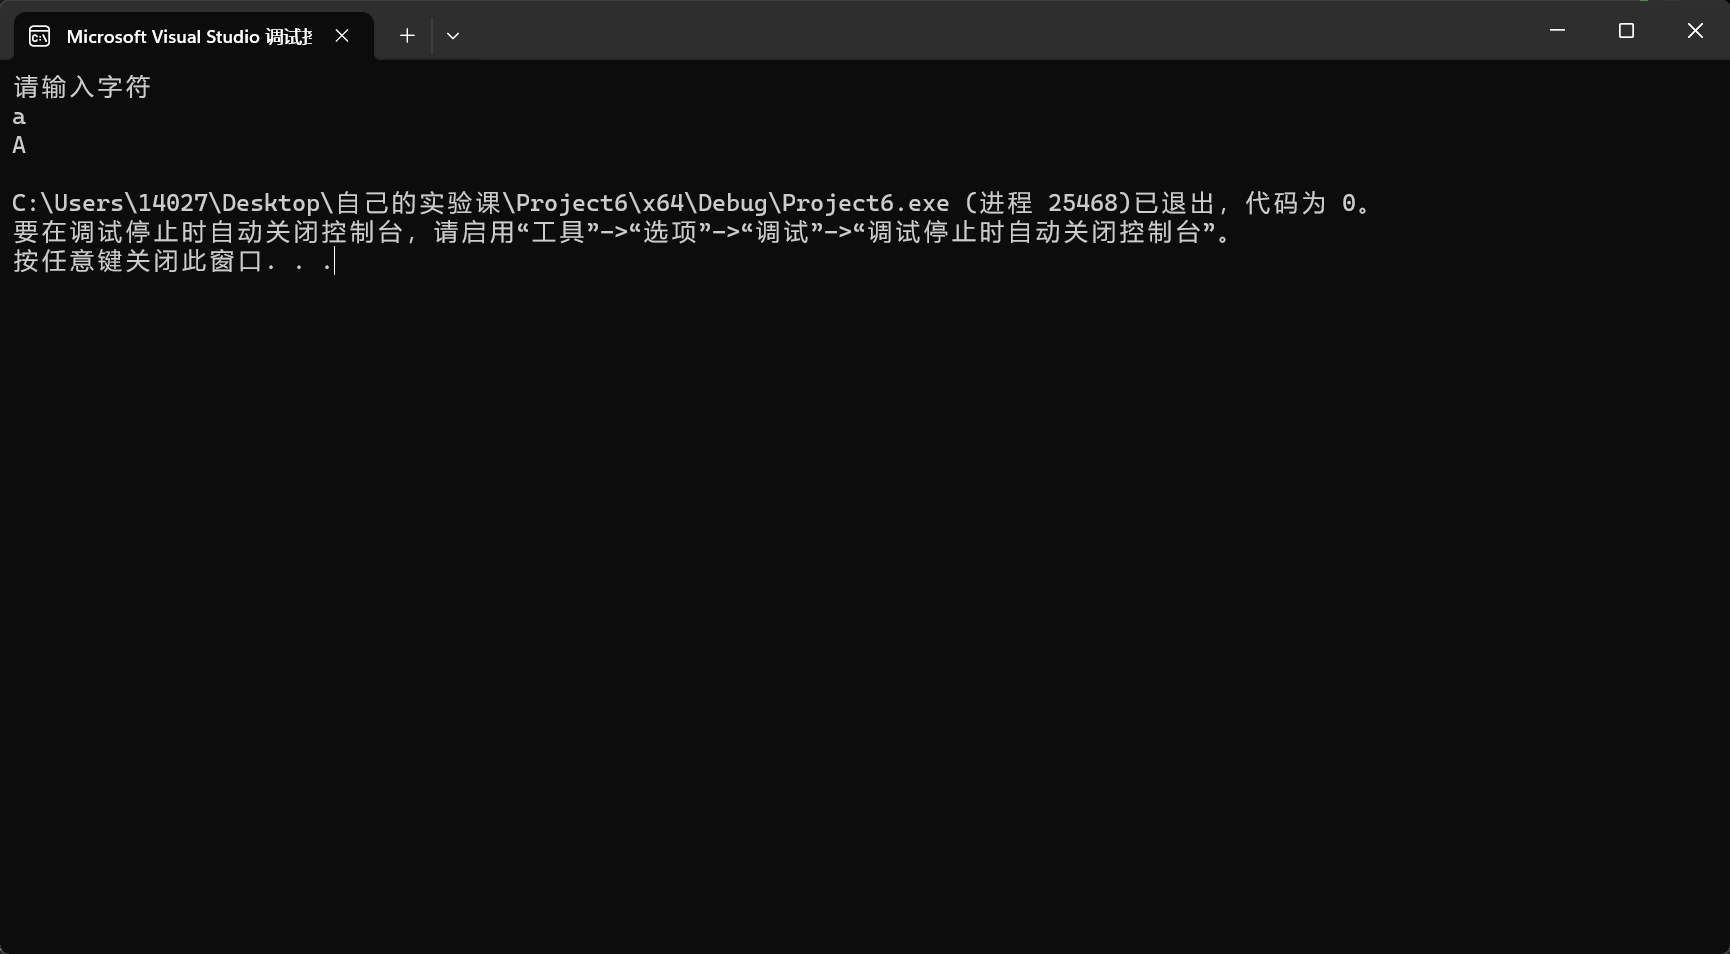 Microsoft Visual Studio 调试
请输入字符
a
A
C:\Users\14027\Desktop\自己的实验课\Project6\x64\Debug\Project6.exe (进程 25468)已退出，代码为 0。
要在调试停止时自动关闭控制台，请启用“工具”->“选项”->“调试”->“调试停止时自动关闭控制台”。
按任意键关闭此窗口. . .